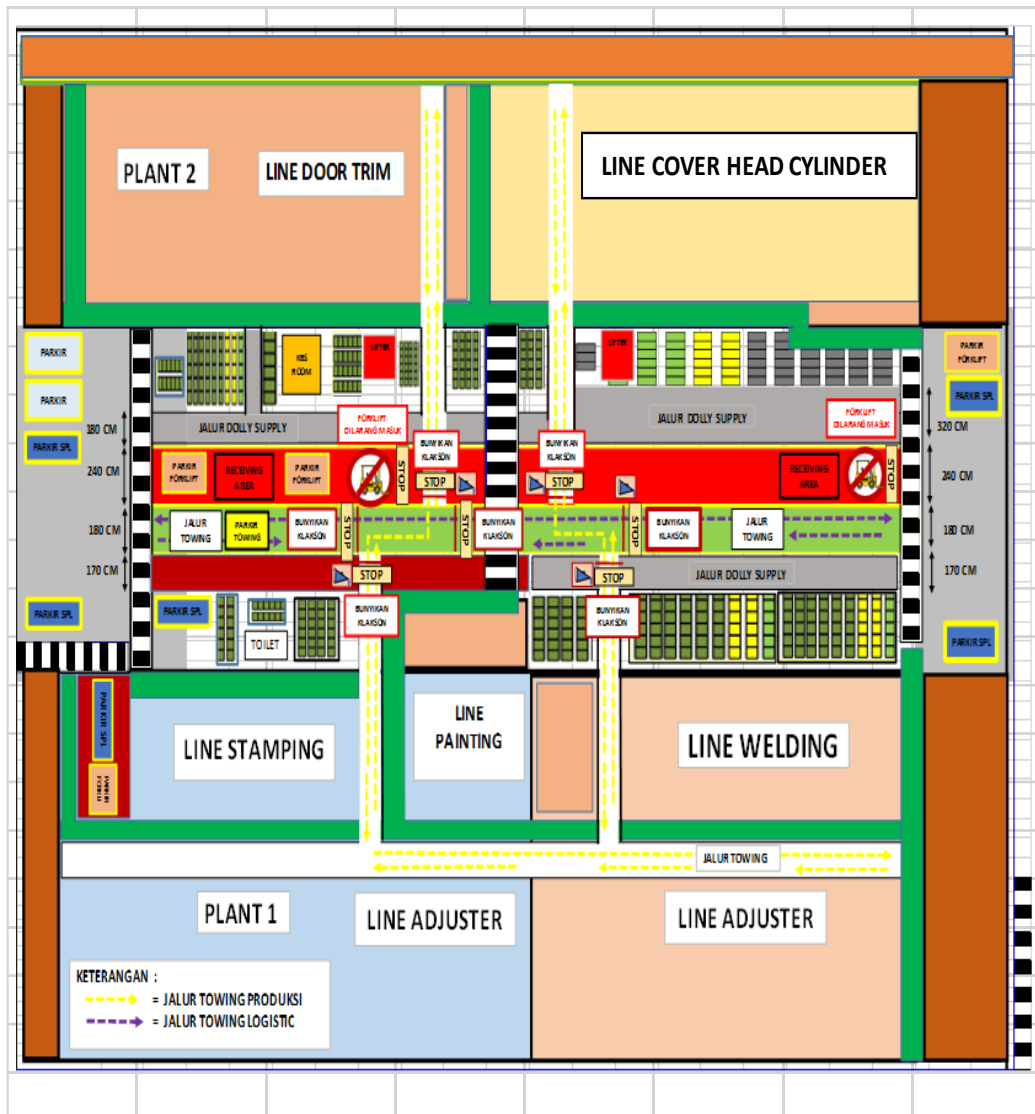 PLANT 2
LINE DOOR TRIM
LINE COVER HEAD CYLINDER
PARKIR
PARKIR
PARKIR SPL
180 CM
240 CM
180 CM
170 CM
PARKIR SPL
KBS
ROOM
LIFTER
LIFTER
PARKIR
FORKLIFT
PARKIR SPL
320 CM
240 CM
180 CM
170 CM
PARKIR SPL
JALUR DOLLY SUPPLY
FORKLIFT
DILARANG MASUK
BUNYIKAN
KLAKSON
BUNYIKAN
KLAKSON
JALUR DOLLY SUPPLY
FORKLIFT
DILARANG MASUK
PARKIR
FORKLIFT
RECEIVING
AREA
PARKIR
FORKLIFT
STOP
STOP
STOP
RECEIVING
AREA
STOP
JALUR
TOWING
PARKIR
TOWING
BUNYIKAN
KLAKSON
STOP
STOP
BUNYIKAN
KLAKSON
STOP
BUNYIKAN
KLAKSON
JALUR
TOWING
STOP
STOP
STOP
JALUR DOLLY SUPPLY
PARKIR SPL
TOILET
BUNYIKAN
KLAKSON
BUNYIKAN
KLAKSON
PARKIR SPL
LINE STAMPING
LINE
PAINTING
LINE WELDING
JALUR TOWING
PLANT 1
LINE ADJUSTER
LINE ADJUSTER
KETERANGAN :
= JALUR TOWING PRODUKSI
= JALUR TOWING LOGISTIC